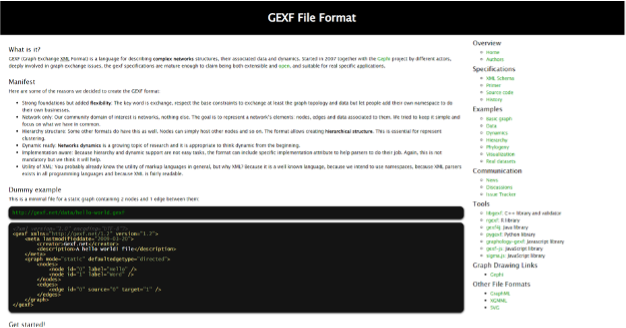 GEXF File Format
What is it?
GEXF (Graph Exchange XML Format) is a language for describing complex networks structures, their associated data and dynamics. Started in 2007 together with the Gephi project by different actors,
deeply involved in graph exchange issues, the gexf specifications are mature enough to claim being both extensible and open, and suitable for real specific applications.
Manifest
Here are some of the reasons we decided to create the GEXF format:
Strong foundations but added flexibility. The key word is exchange, respect the base constraints to exchange at least the graph topology and data but let people add their own namespace to do
their own businesses.
Network only: Our community domain of interest is networks, nothing else. The goal is to represent a network's elements: nodes, edges and data associated to them. We tried to keep it simple and
focus on what we have in common.
Hierarchy structure: Some other formats do have this as well. Nodes can simply host other nodes and so on. The format allows creating hierarchical structure. This is essential for represent
clustering.
Dynamic ready: Networks dynamics is a growing topic of research and it is appropriate to think dynamic from the beginning.
Implementation aware: Because hierarchy and dynamic support are not easy tasks, the format can include specific implementation attribute to help parsers to do their job. Again, this is not
mandatory but we think it will help.
Utility of XML: You probably already knew the utility of markup languages in general, but why XML? Because it is a well known language, because we intend to use namespaces, because XML parsers
exists in all programming languages and because XML is fairly readable.
Dummy example
This is a minimal file for a static graph containing 2 nodes and 1 edge between them:
http://gexf.net/data/hello-world.gexf
<?xml version="1.0" encoding="UTF-8"?>
<gexf xmlns="http://gexf.net/1.2" version="1.2">
<meta lastmodifieddate="2009-03-20">
<creator>Gexf.net</creator>
<description>A hello world! file</description>
</meta>
<graph mode="static" defaultedgetype="directed">
<nodes>
<node id="0" label="Hello" />
<node id="1" label="Word" />
</nodes>
<edges>
<edge id="0" source="0" target="1" />
</edges>
</graph>
</gexf>
Get started!
Overview
Home
Authors
Specifications
XML Schema
Primer
Source code
History
Examples
Basic graph
Data
Dynamics
Hierarchy
Phylogeny
Visualization
Real datasets
Communication
News
Discussions
Issue Tracker
Tools
libgexf: C++ library and validator
rgexf: R library
gexf4j: Java library
pygexf: Python library
graphology-gexf: Javascript library
gexf-js: JavaScript library
sigma.js: JavaScript library
Graph Drawing Links
Gephi
Other File Formats
GraphML
XGMML
SVG